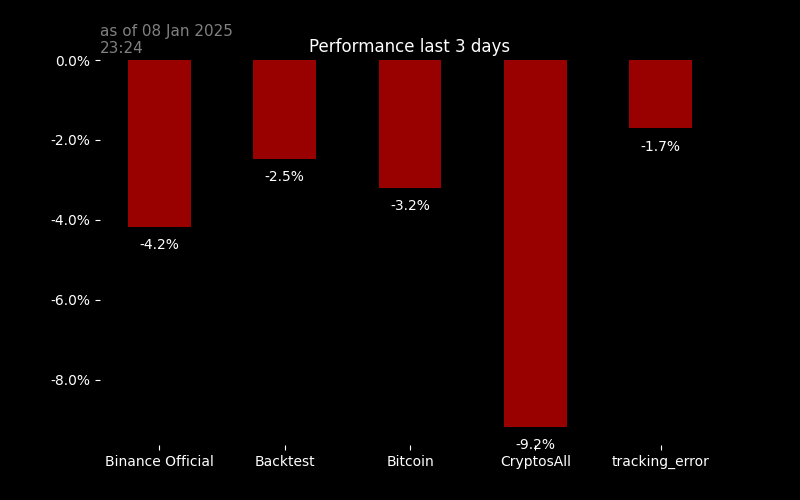 as of 08 Jan 2025
23:24
Performance last 3 days
0.0%
-2.0%
-4.0%
-6.0%
-8.0%
-4.2%
-2.5%
-3.2%
-9.2%
-1.7%
Binance Official
Backtest
Bitcoin
CryptosAll
tracking_error